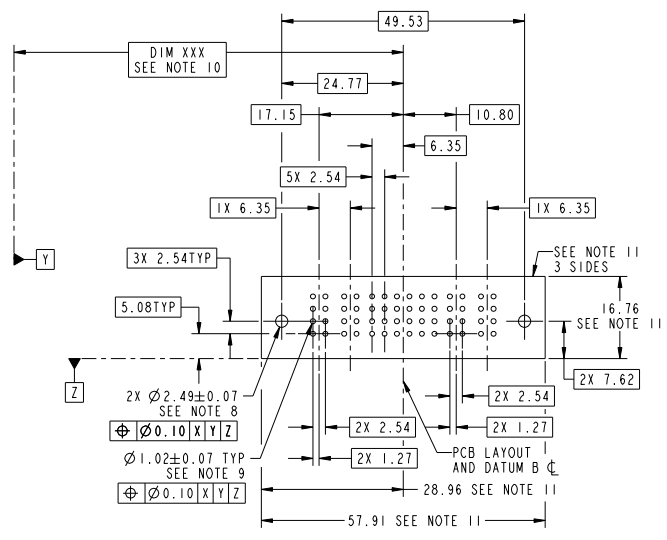 49.53
DIM XXX
SEE NOTE 10
24.77
17.15
10.80
6.35
5X 2.54
1X 6.35
1X 6.35
Y
3X 2.54TYP
SEE NOTE 11
3 SIDES
5.08TYP
16.76
SEE NOTE 11
Z
2X 7.62
2X Ø2.49±0.07
SEE NOTE 8
⌖ Ø0.10 X Y Z
2X 2.54
2X 2.54
2X 1.27
Ø1.02±0.07 TYP
SEE NOTE 9
2X 1.27
PCB LAYOUT
AND DATUM B ℄
⌖ Ø0.10 X Y Z
28.96 SEE NOTE 11
57.91 SEE NOTE 11